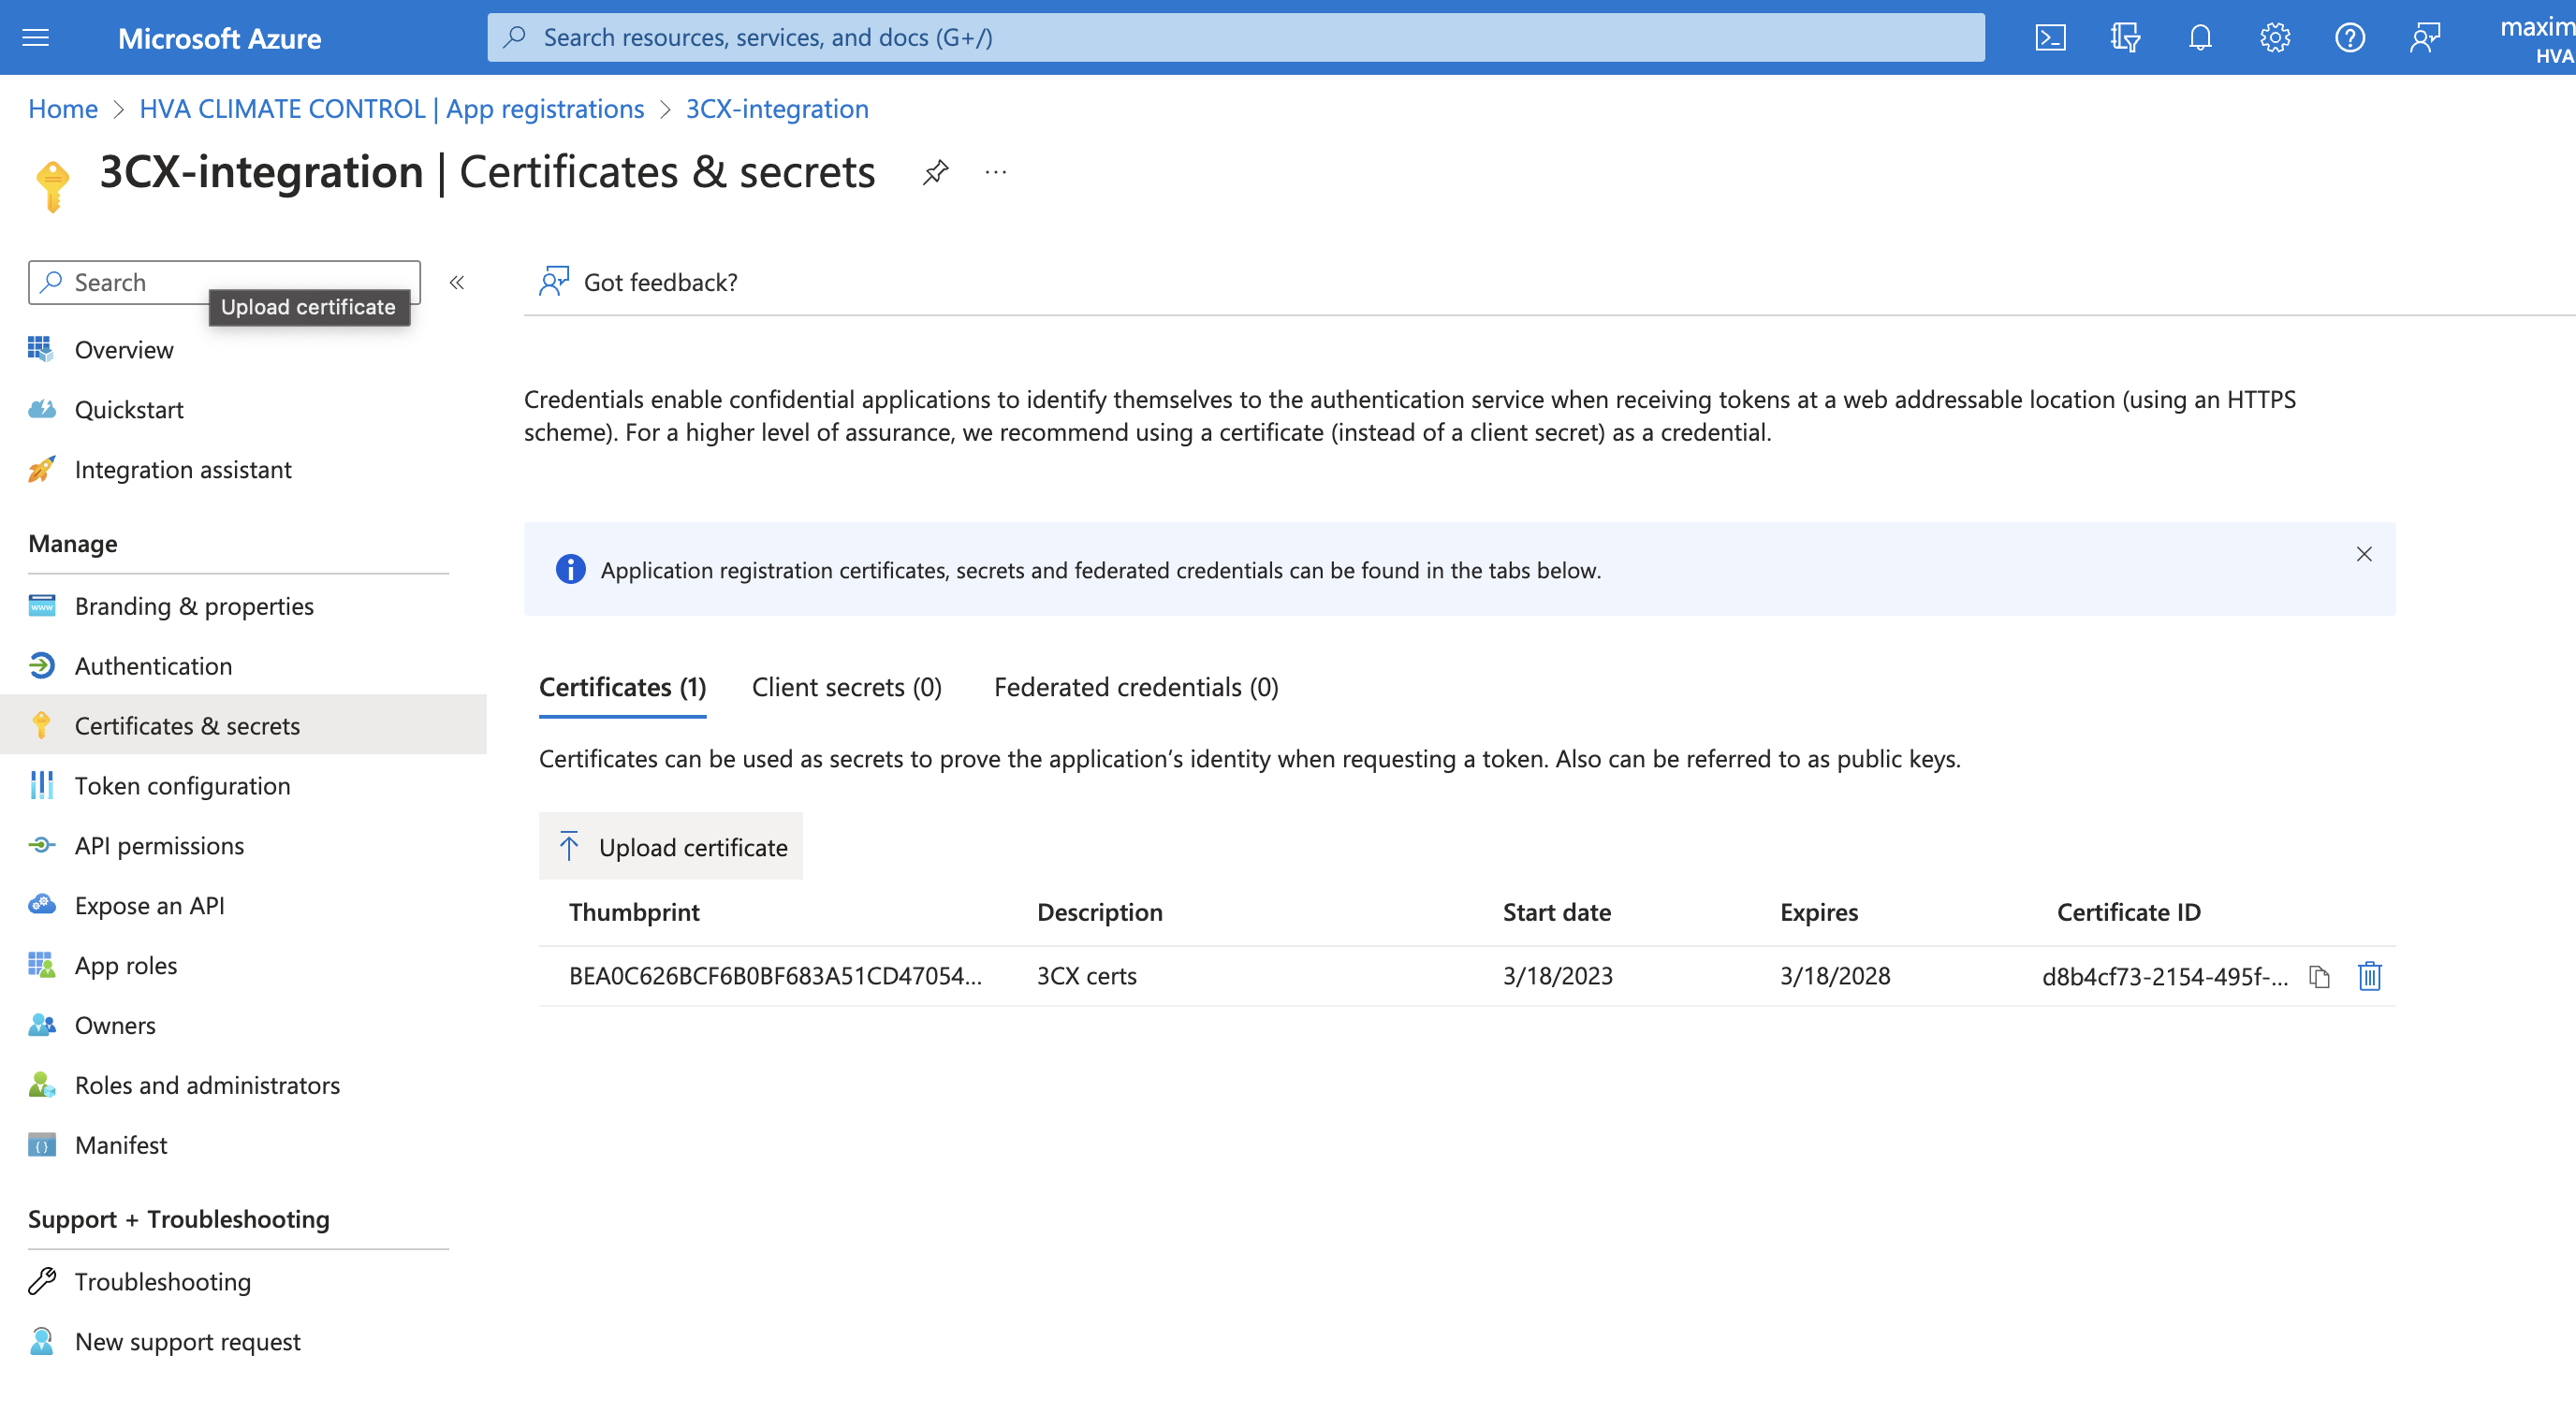 Microsoft Azure
Search resources, services, and docs (G+/)
maxim
HVA
Home > HVA CLIMATE CONTROL | App registrations > 3CX-integration
3CX-integration | Certificates & secrets
Search
Upload certificate
Overview
Quickstart
Integration assistant
Manage
Branding & properties
Authentication
Certificates & secrets
Token configuration
API permissions
Expose an API
App roles
Owners
Roles and administrators
Manifest
Support + Troubleshooting
Troubleshooting
New support request
Got feedback?
Credentials enable confidential applications to identify themselves to the authentication service when receiving tokens at a web addressable location (using an HTTPS
scheme). For a higher level of assurance, we recommend using a certificate (instead of a client secret) as a credential.
Application registration certificates, secrets and federated credentials can be found in the tabs below.
Certificates (1) Client secrets (0) Federated credentials (0)
Certificates can be used as secrets to prove the application’s identity when requesting a token. Also can be referred to as public keys.
Upload certificate
Thumbprint Description Start date Expires Certificate ID
BEA0C626BCF6B0BF683A51CD47054... 3CX certs 3/18/2023 3/18/2028 d8b4cf73-2154-495f-...